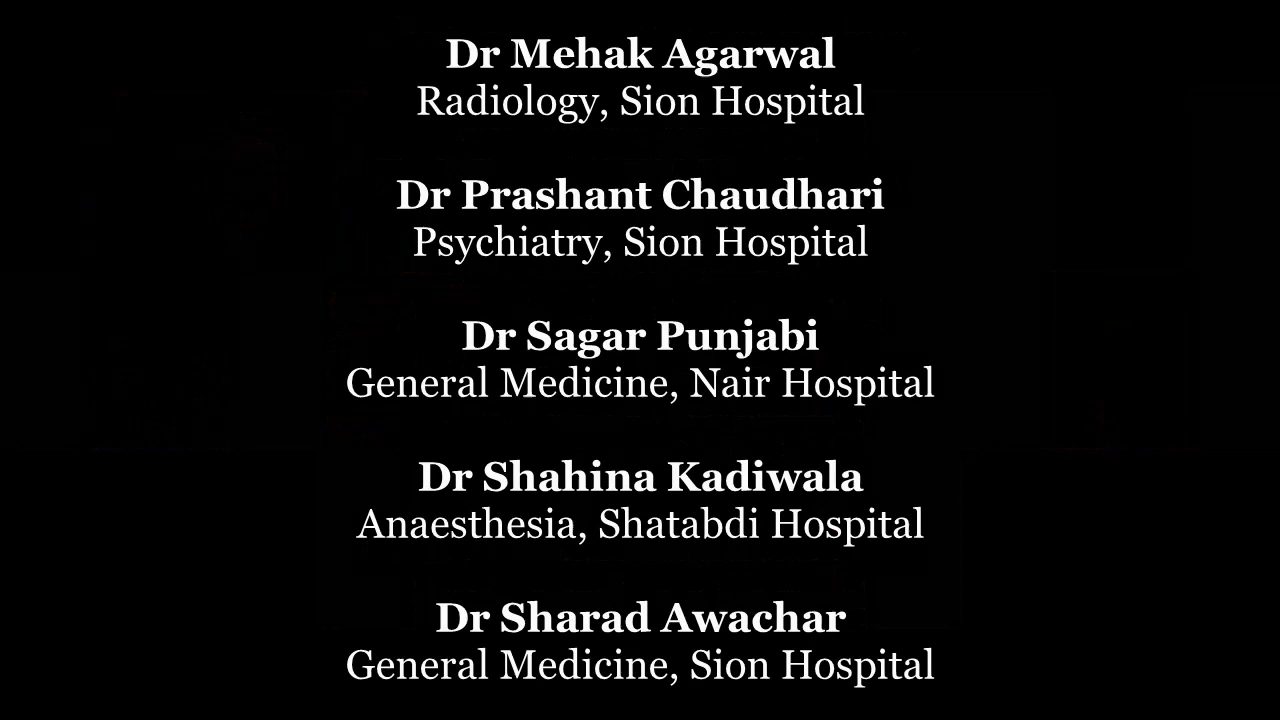 Dr Mehak Agarwal
Radiology, Sion Hospital
Dr Prashant Chaudhari
Psychiatry, Sion Hospital
Dr Sagar Punjabi
General Medicine, Nair Hospital
Dr Shahina Kadiwala
Anaesthesia, Shatabdi Hospital
Dr Sharad Awachar
General Medicine, Sion Hospital